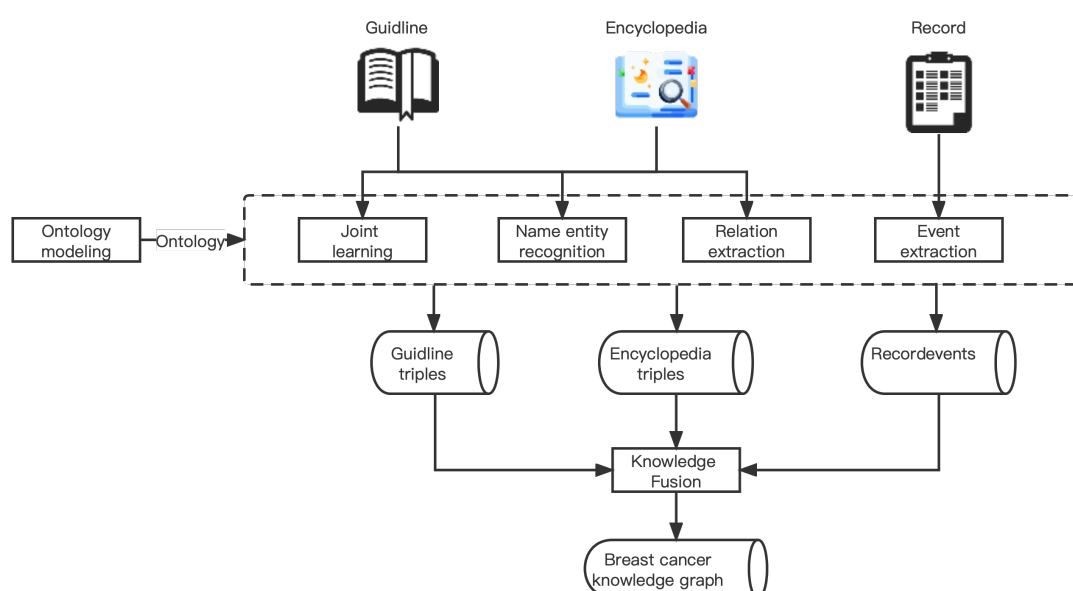 Guidline
Encyclopedia
Record
Ontology
modeling
Ontology
Joint
learning
Name entity
recognition
Relation
extraction
Event
extraction
Guidline
triples
Encyclopedia
triples
Recordevents
Knowledge
Fusion
Breast cancer
knowledge graph